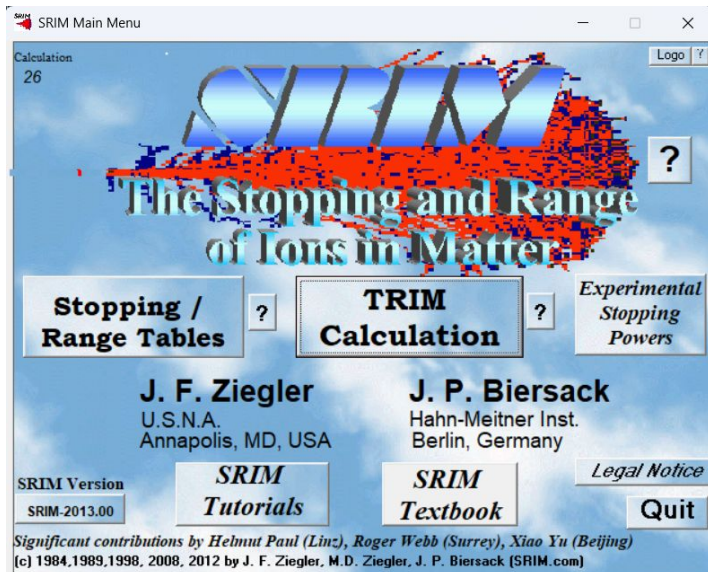 SRIM Main Menu
Calculation
26
Logo ?
SRIM
?
The Stopping and Range
of Ions in Matter
Stopping /
Range Tables
?
TRIM
Calculation
?
Experimental
Stopping
Powers
J. F. Ziegler
U.S.N.A.
Annapolis, MD, USA
J. P. Biersack
Hahn-Meitner Inst.
Berlin, Germany
SRIM Version
SRIM-2013.00
SRIM
Tutorials
SRIM
Textbook
Legal Notice
Quit
Significant contributions by Helmut Paul (Linz), Roger Webb (Surrey), Xiao Yu (Beijing)
(c) 1984,1989,1998, 2008, 2012 by J. F. Ziegler, M.D. Ziegler, J. P. Biersack (SRIM.com)